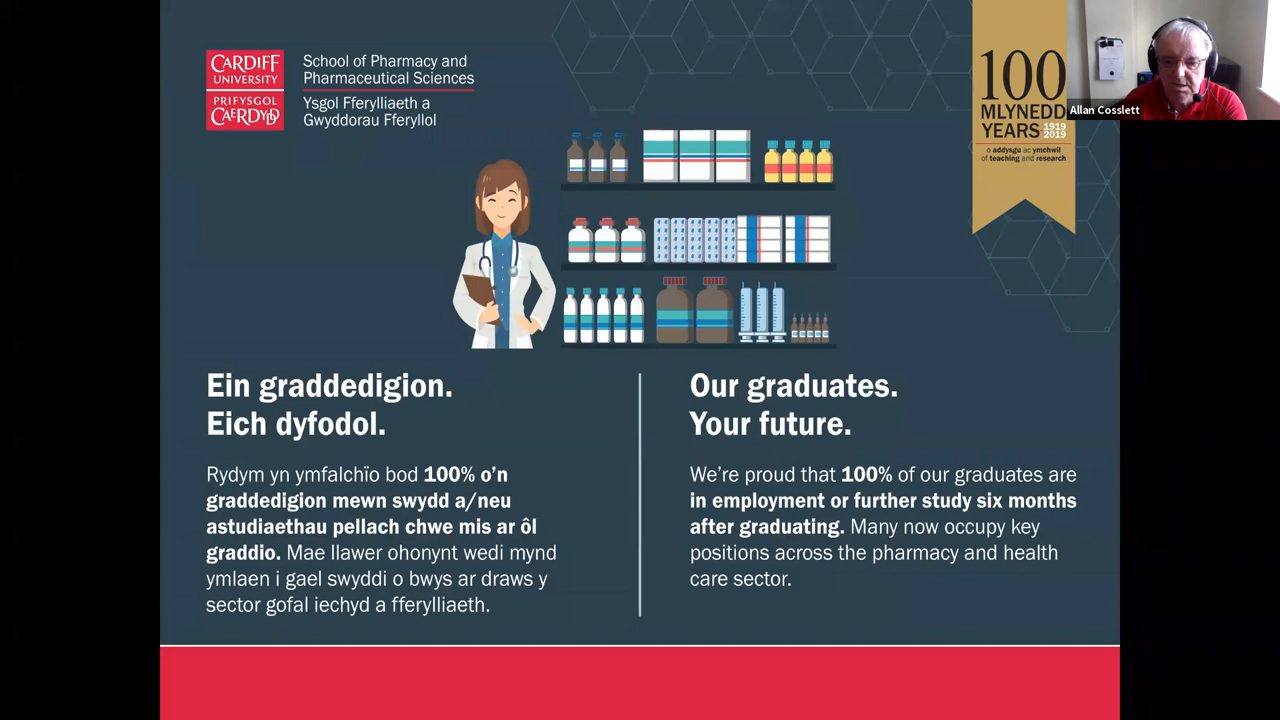 CARDIFF
UNIVERSITY
PRIFYSGOL
CAERDYDD
School of Pharmacy and
Pharmaceutical Sciences
Ysgol Fferylliaeth a
Gwyddorau Fferyllol
100
MLYNEDD
YEARS 1919
2019
o addysgu ac ymchwil
of teaching and research
Allan Cosslett
Ein graddedigion.
Eich dyfodol.
Rydym yn ymfalchïo bod 100% o’n
graddedigion mewn swydd a/neu
astudiaethau pellach chwe mis ar ôl
graddio. Mae llawer ohonynt wedi mynd
ymlaen i gael swyddi o bwys ar draws y
sector gofal iechyd a fferylliaeth.
Our graduates.
Your future.
We’re proud that 100% of our graduates are
in employment or further study six months
after graduating. Many now occupy key
positions across the pharmacy and health
care sector.